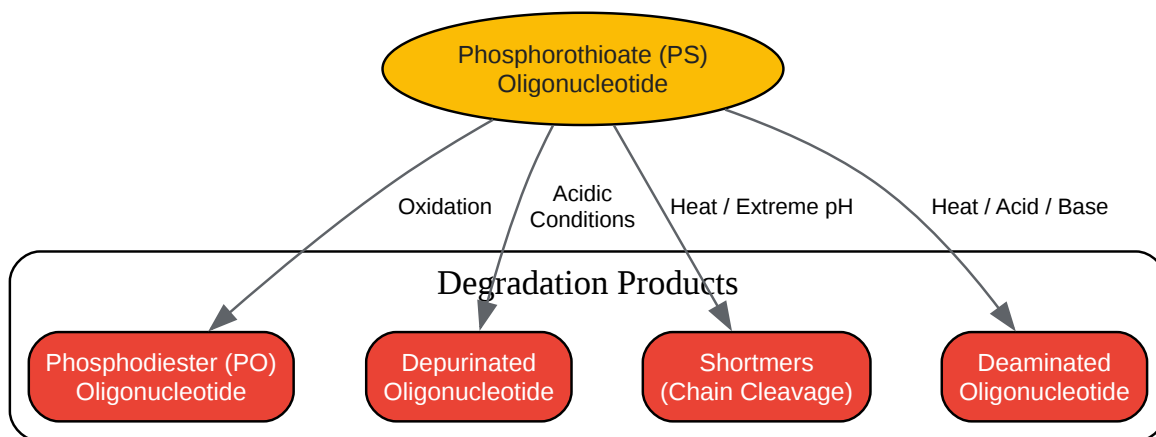 Phosphorothioate (PS)
Oligonucleotide
Oxidation
Acidic
Conditions
Heat / Extreme pH
Heat / Acid / Base
Degradation Products
Phosphodiester (PO)
Oligonucleotide
Depurinated
Oligonucleotide
Shortmers
(Chain Cleavage)
Deaminated
Oligonucleotide